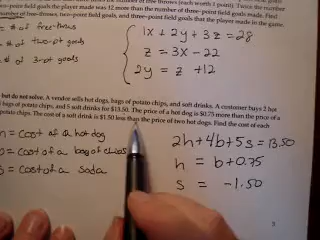 number of free throws (each worth 1 point). Twice the number
two-point field goals the player made was 12 more than the number of three-point field goals made. Find
number of free-throws, two-point field goals, and three-point field goals that the player made in the game.
= # of free-throws
= # of two-pt goals
= # of 3-pt goals
1x + 2y + 3z = 28
z = 3x - 22
2y = z + 12
but do not solve. A vendor sells hot dogs, bags of potato chips, and soft drinks. A customer buys 2 hot
bags of potato chips, and 5 soft drinks for $13.50. The price of a hot dog is $0.75 more than the price of a
potato chips. The cost of a soft drink is $1.50 less than the price of two hot dogs. Find the cost of each
= cost of a hot dog
= cost of a bag of chips
= cost of a soda
2h + 4b + 5s = 13.50
h = b + 0.75
s = -1.50